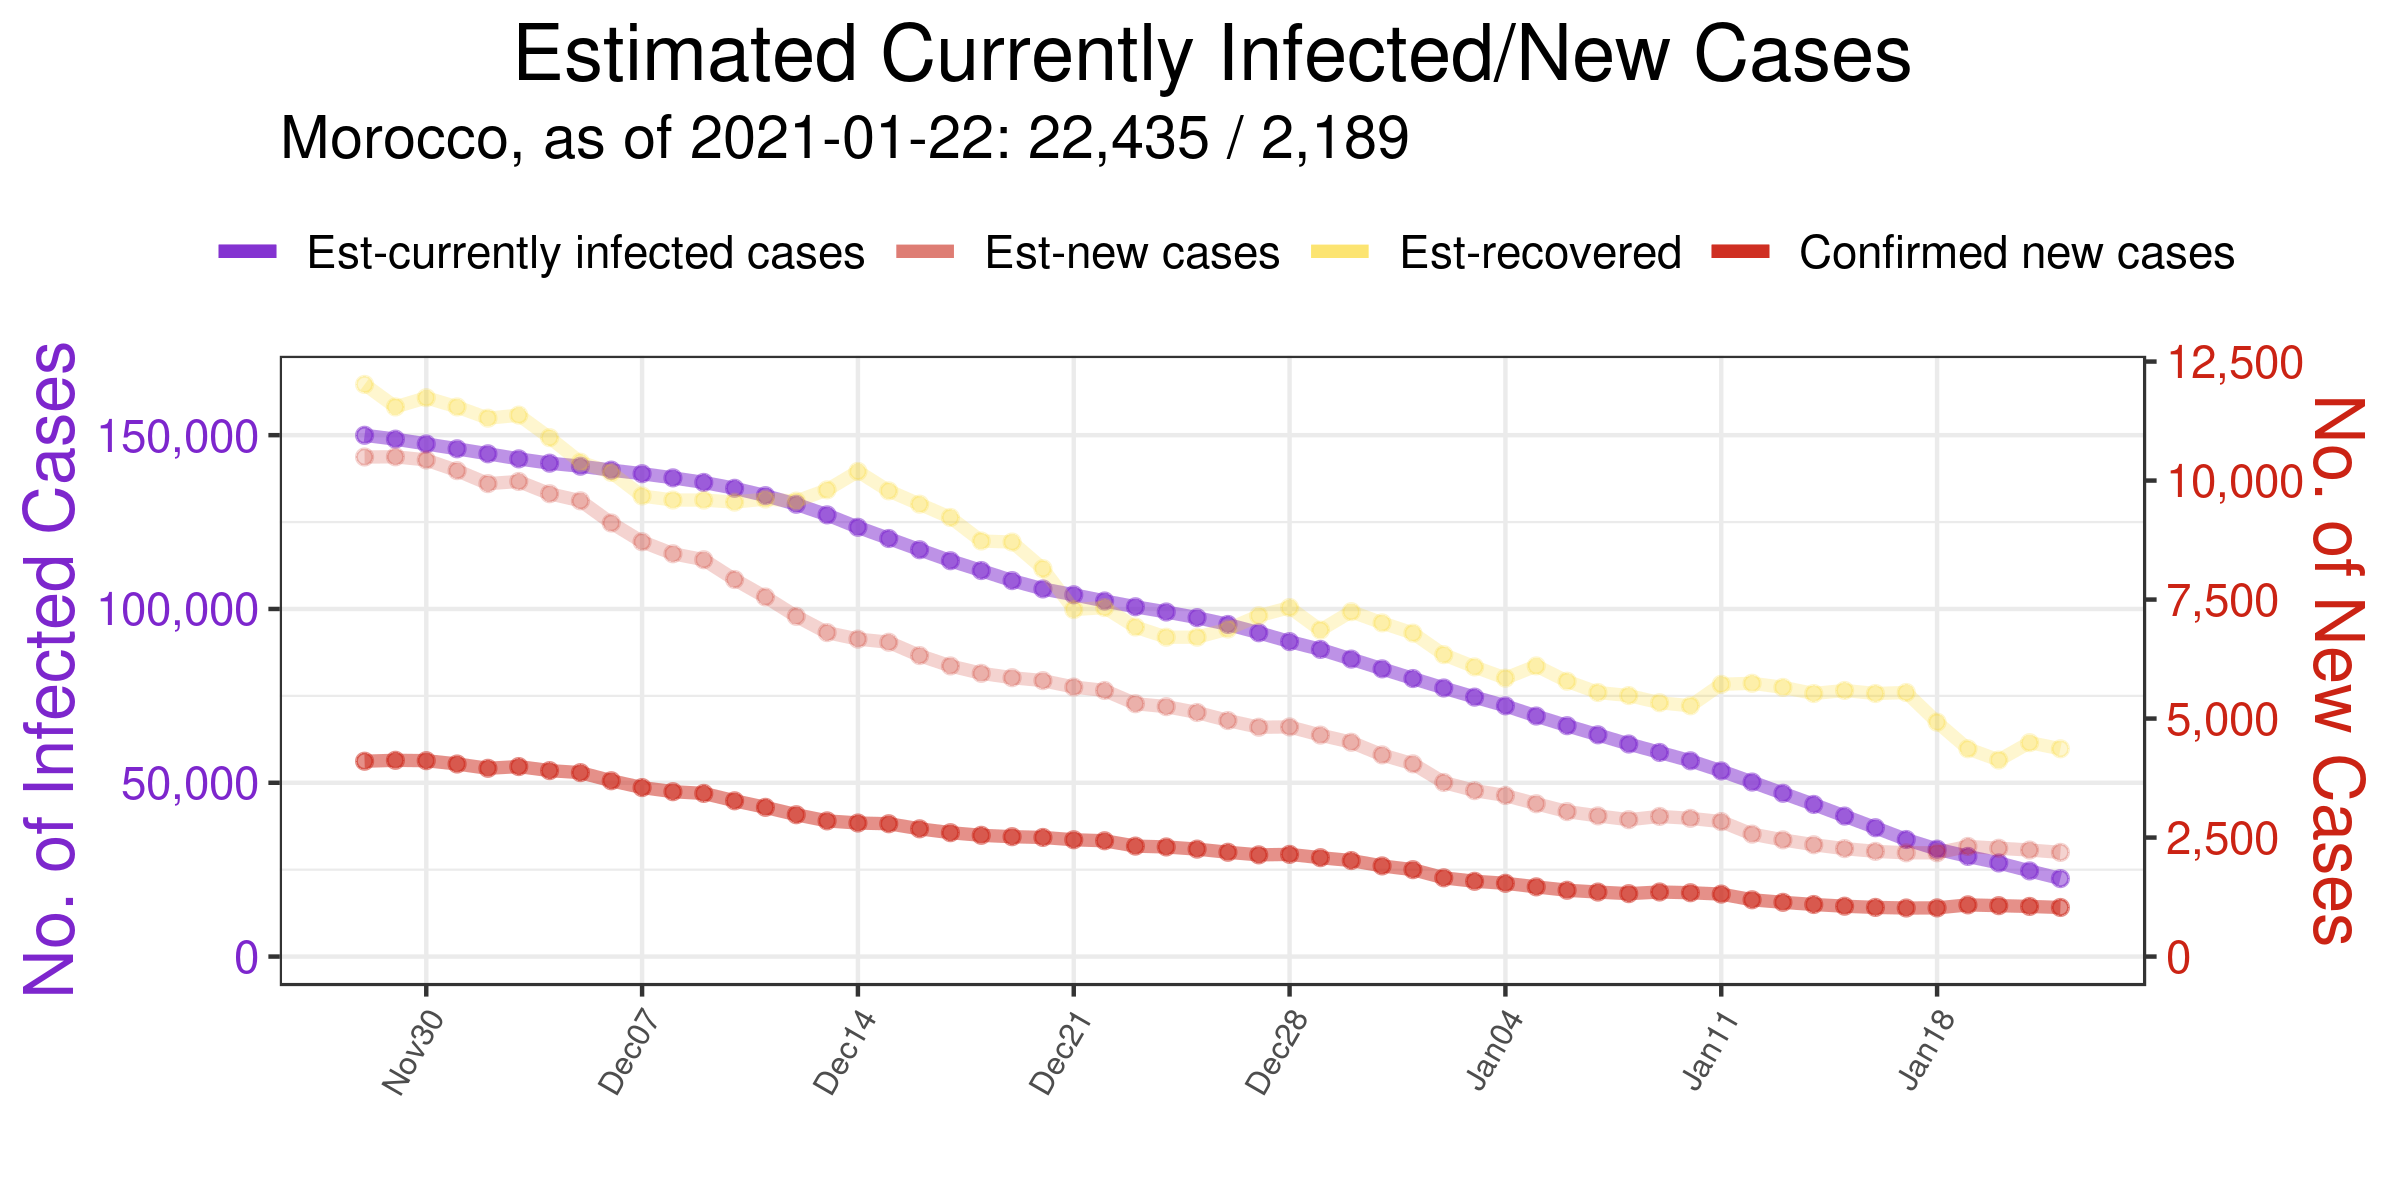 Estimated Currently Infected/New Cases
Morocco, as of 2021-01-22: 22,435 / 2,189
Est-currently infected cases Est-new cases Est-recovered Confirmed new cases
No. of Infected Cases
150,000
100,000
50,000
0
12,500
10,000
7,500
5,000
2,500
0
No. of New Cases
Nov30 Dec07 Dec14 Dec21 Dec28 Jan04 Jan11 Jan18